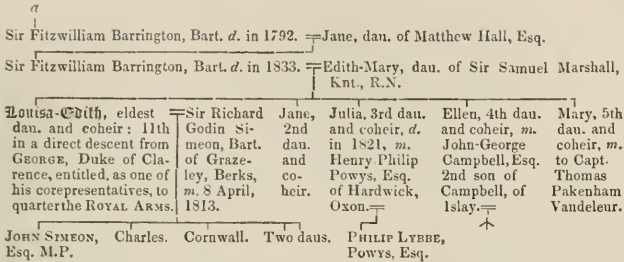 a
Sir Fitzwilliam Barrington, Bart. d. in 1792. = Jane, dau. of Matthew Hall, Esq.
Sir Fitzwilliam Barrington, Bart. d. in 1833. = Edith-Mary, dau. of Sir Samuel Marshall,
Knt., R.N.
Louisa-Edith, eldest
dau. and coheir: 11th
in a direct descent from
GEORGE, Duke of Cla-
rence, entitled, as one of
his corepresentatives, to
quarter the ROYAL ARMS.
= Sir Richard
Godin Si-
meon, Bart.
of Graze-
ley, Berks,
m. 8 April,
1813.
Jane,
2nd
dau.
and
co-
heir.
Julia, 3rd dau.
and coheir, d.
in 1821, m.
Henry-Philip
Powys, Esq.
of Hardwick,
Oxon. =
Ellen, 4th dau.
and coheir, m.
John-George
Campbell, Esq.
2nd son of
Campbell, of
Islay. =
Mary, 5th
dau. and
coheir, m.
to Capt.
Thomas
Pakenham
Vandeleur.
JOHN SIMEON,
Esq. M.P.
Charles. Cornwall. Two daus.
PHILIP LYBBE,
POWYS, Esq.